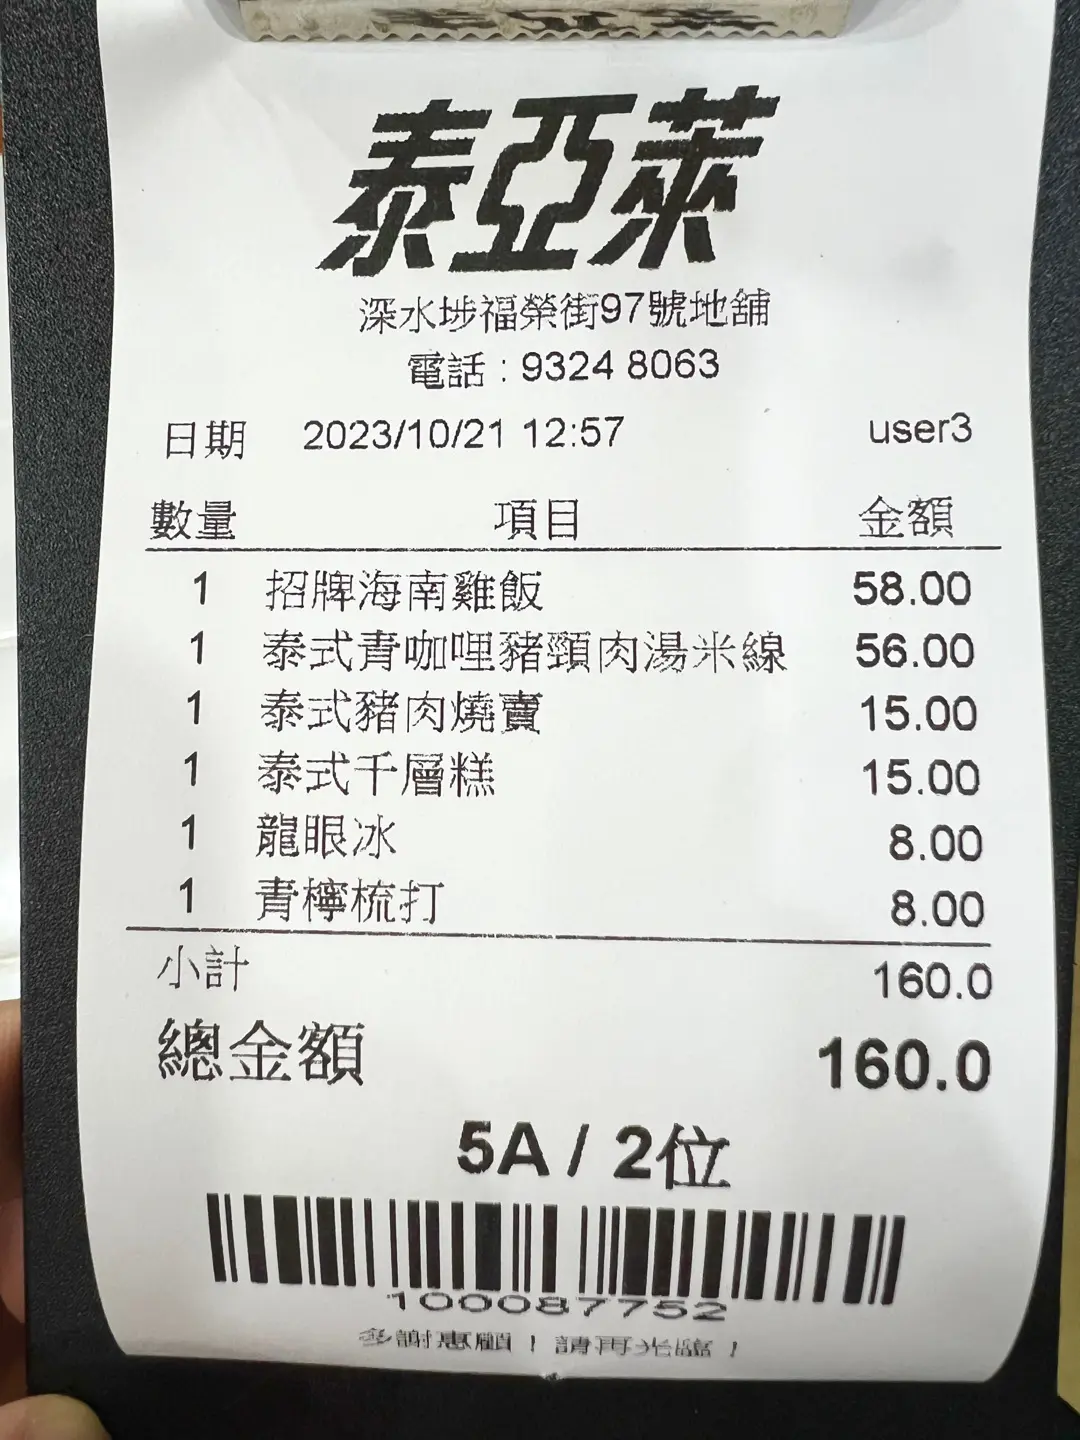 泰亞萊
深水埗福榮街97號地舖
電話 : 9324 8063
日期 2023/10/21 12:57 user3
數量 項目 金額
1 招牌海南雞飯 58.00
1 泰式青咖哩豬頸肉湯米線 56.00
1 泰式豬肉燒賣 15.00
1 泰式千層糕 15.00
1 龍眼冰 8.00
1 青檸梳打 8.00
小計 160.0
總金額 160.0
5A / 2位
100087752
多謝惠顧！請再光臨！